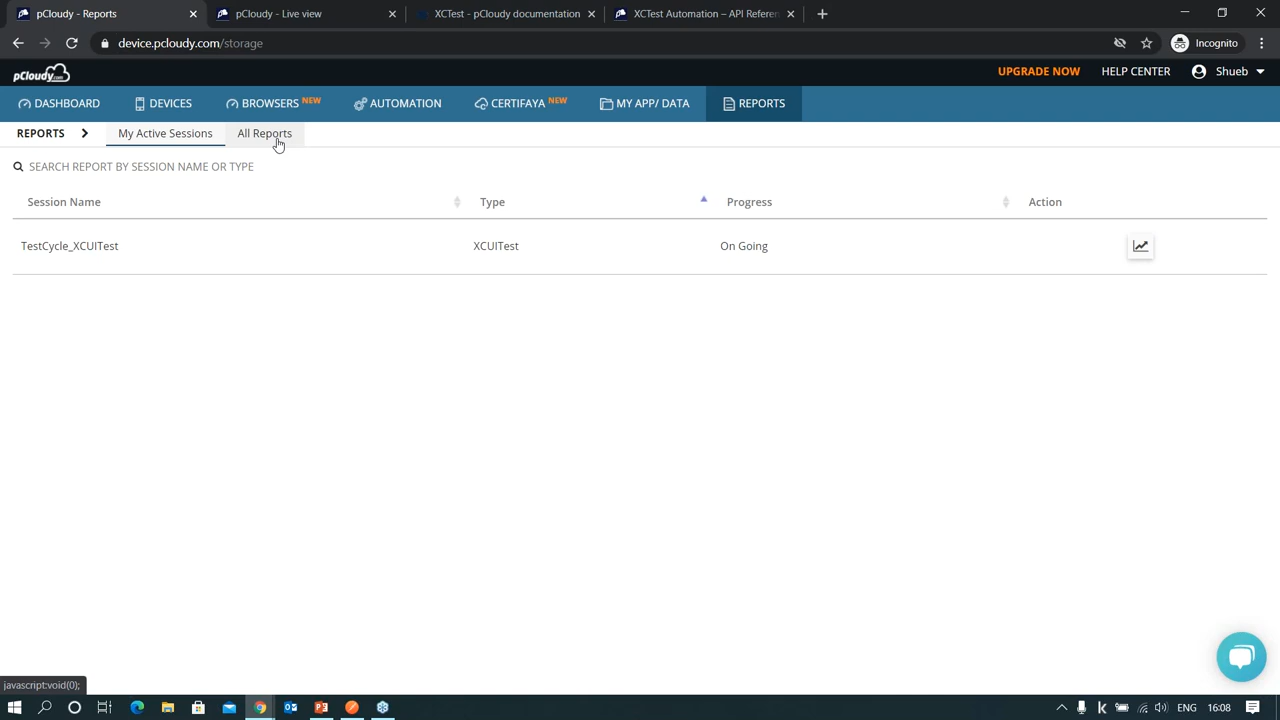 pCloudy - Reports
pCloudy - Live view
XCTest - pCloudy documentation
XCTest Automation – API Referen
device.pcloudy.com/storage
Incognito
pCloudy.com
UPGRADE NOW
HELP CENTER
Shueb
DASHBOARD
DEVICES
BROWSERS NEW
AUTOMATION
CERTIFAYA NEW
MY APP/ DATA
REPORTS
REPORTS
My Active Sessions
All Reports
SEARCH REPORT BY SESSION NAME OR TYPE
Session Name
Type
Progress
Action
TestCycle_XCUITest
XCUITest
On Going
javascript:void(0);
ENG
16:08